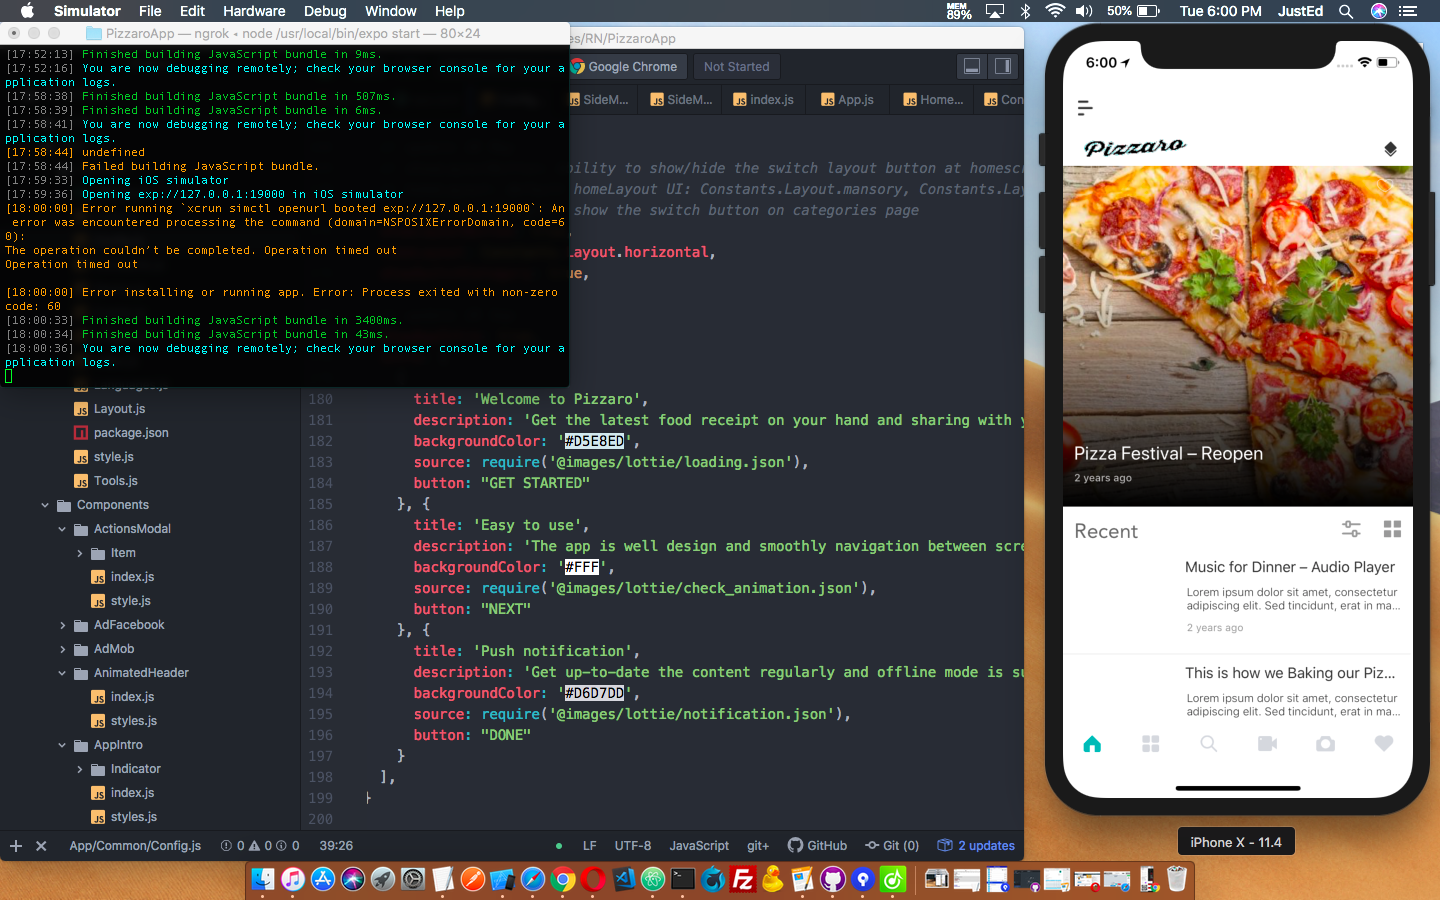 Simulator File Edit Hardware Debug Window Help
MEM 89% 50% Tue 6:00 PM JustEd
PizzaroApp — ngrok • node /usr/local/bin/expo start — 80×24
[17:52:13] Finished building JavaScript bundle in 9ms.
[17:52:16] You are now debugging remotely; check your browser console for your a
pplication logs.
[17:58:38] Finished building JavaScript bundle in 507ms.
[17:58:39] Finished building JavaScript bundle in 6ms.
[17:58:41] You are now debugging remotely; check your browser console for your a
pplication logs.
[17:58:44] undefined
[17:58:44] Failed building JavaScript bundle.
[17:59:33] Opening iOS simulator
[17:59:36] Opening exp://127.0.0.1:19000 in iOS simulator
[18:00:00] Error running `xcrun simctl openurl booted exp://127.0.0.1:19000`: An
error was encountered processing the command (domain=NSPOSIXErrorDomain, code=6
0):
The operation couldn’t be completed. Operation timed out
Operation timed out
[18:00:00] Error installing or running app. Error: Process exited with non-zero
code: 60
[18:00:33] Finished building JavaScript bundle in 3400ms.
[18:00:34] Finished building JavaScript bundle in 43ms.
[18:00:36] You are now debugging remotely; check your browser console for your a
pplication logs.
es/RN/PizzaroApp
Google Chrome Not Started
SideM... SideM... index.js App.js Home... Con
bility to show/hide the switch layout button at homescr
homeLayout UI: Constants.Layout.mansory, Constants.Lay
show the switch button on categories page
Layout.horizontal,
ue,
Languages.js
Layout.js
package.json
style.js
Tools.js
Components
ActionsModal
Item
index.js
style.js
AdFacebook
AdMob
AnimatedHeader
index.js
styles.js
AppIntro
Indicator
index.js
styles.js
180 title: 'Welcome to Pizzaro',
181 description: 'Get the latest food receipt on your hand and sharing with y
182 backgroundColor: '#D5E8ED',
183 source: require('@images/lottie/loading.json'),
184 button: "GET STARTED"
185 }, {
186 title: 'Easy to use',
187 description: 'The app is well design and smoothly navigation between scre
188 backgroundColor: '#FFF',
189 source: require('@images/lottie/check_animation.json'),
190 button: "NEXT"
191 }, {
192 title: 'Push notification',
193 description: 'Get up-to-date the content regularly and offline mode is su
194 backgroundColor: '#D6D7DD',
195 source: require('@images/lottie/notification.json'),
196 button: "DONE"
197 }
198 ],
199 }
200
App/Common/Config.js 0 0 0 39:26 LF UTF-8 JavaScript git+ GitHub Git (0) 2 updates
6:00
Pizzaro
Pizza Festival – Reopen
2 years ago
Recent
Music for Dinner – Audio Player
Lorem ipsum dolor sit amet, consectetur
adipiscing elit. Sed tincidunt, erat in ma...
2 years ago
This is how we Baking our Piz...
Lorem ipsum dolor sit amet, consectetur
adipiscing elit. Sed tincidunt, erat in ma...
iPhone X - 11.4